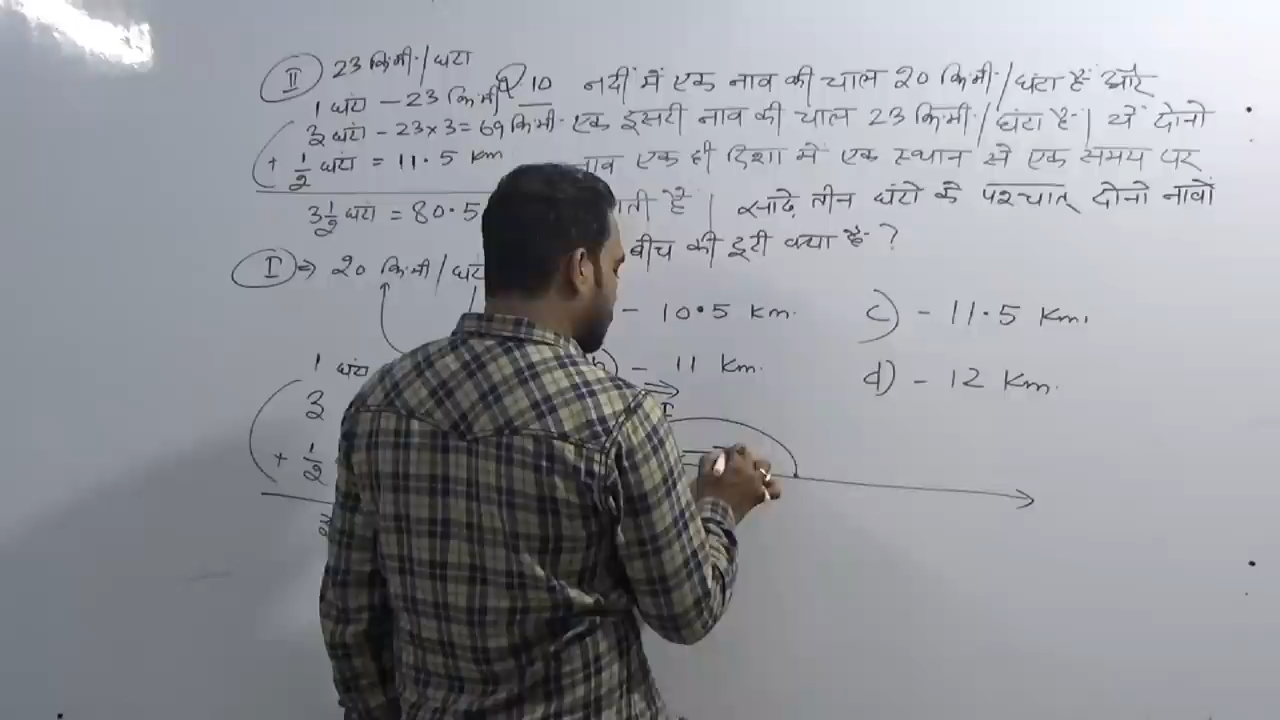 II 23 किमी./घंटा
1 घंटा - 23 किमी
3 घंटा - 23×3 = 69 किमी.
+ 1/2 घंटा = 11.5 km
3 1/2 घंटा = 80.5
I ⇒ 20 किमी/घंटा
1 घंटा
3
+ 1/2
Q.10 नदी में एक नाव की चाल 20 किमी./घंटा है और
एक दुसरी नाव की चाल 23 किमी./घंटा है। ये दोनो
नाव एक ही दिशा में एक स्थान से एक समय पर
है। साढ़े तीन घंटो के पश्चात् दोनो नावों
बीच की दुरी क्या है?
- 10.5 km.
c) - 11.5 km.
b) - 11 km.
d) - 12 km.
I